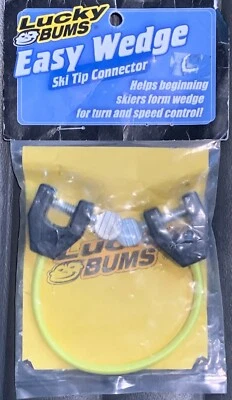 Lucky
BUMS
Easy Wedge
Ski Tip Connector
Helps beginning
skiers form wedge
for turn and speed control!
Lucky
BUMS